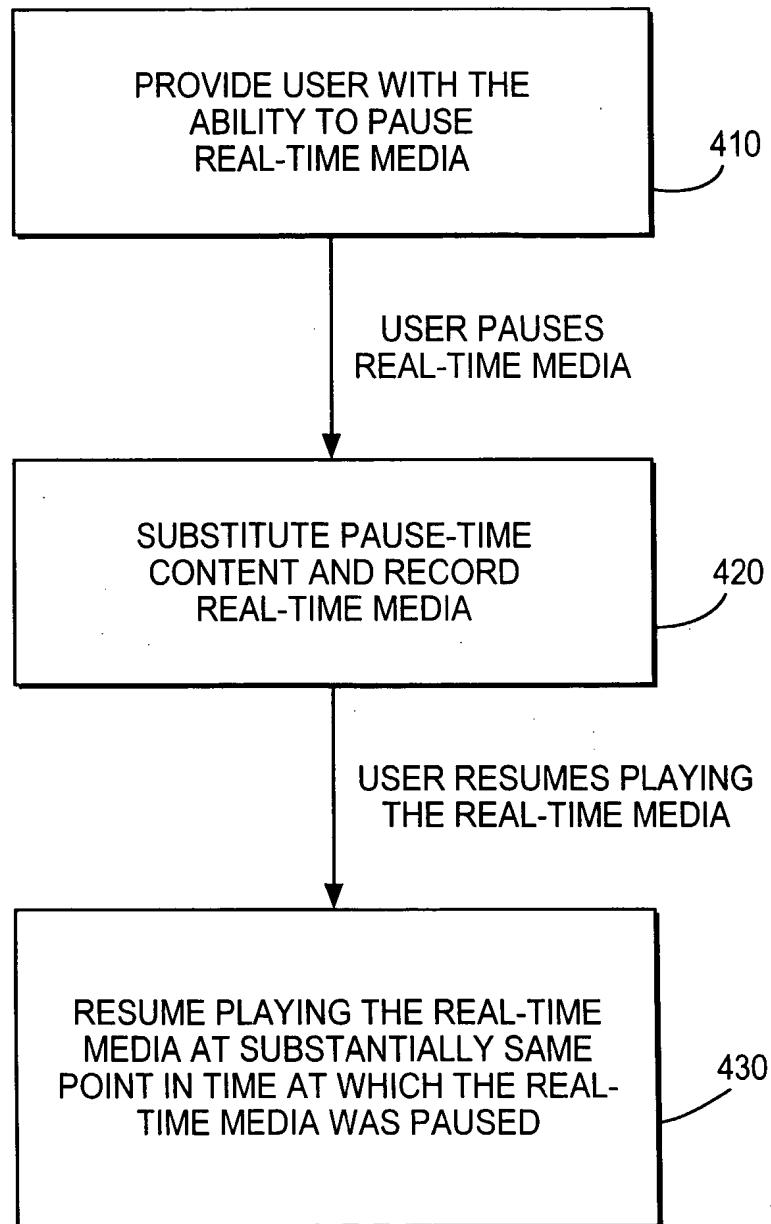 PROVIDE USER WITH THE
ABILITY TO PAUSE
REAL-TIME MEDIA
410
USER PAUSES
REAL-TIME MEDIA
SUBSTITUTE PAUSE-TIME
CONTENT AND RECORD
REAL-TIME MEDIA
420
USER RESUMES PLAYING
THE REAL-TIME MEDIA
RESUME PLAYING THE REAL-TIME
MEDIA AT SUBSTANTIALLY SAME
POINT IN TIME AT WHICH THE REAL-
TIME MEDIA WAS PAUSED
430